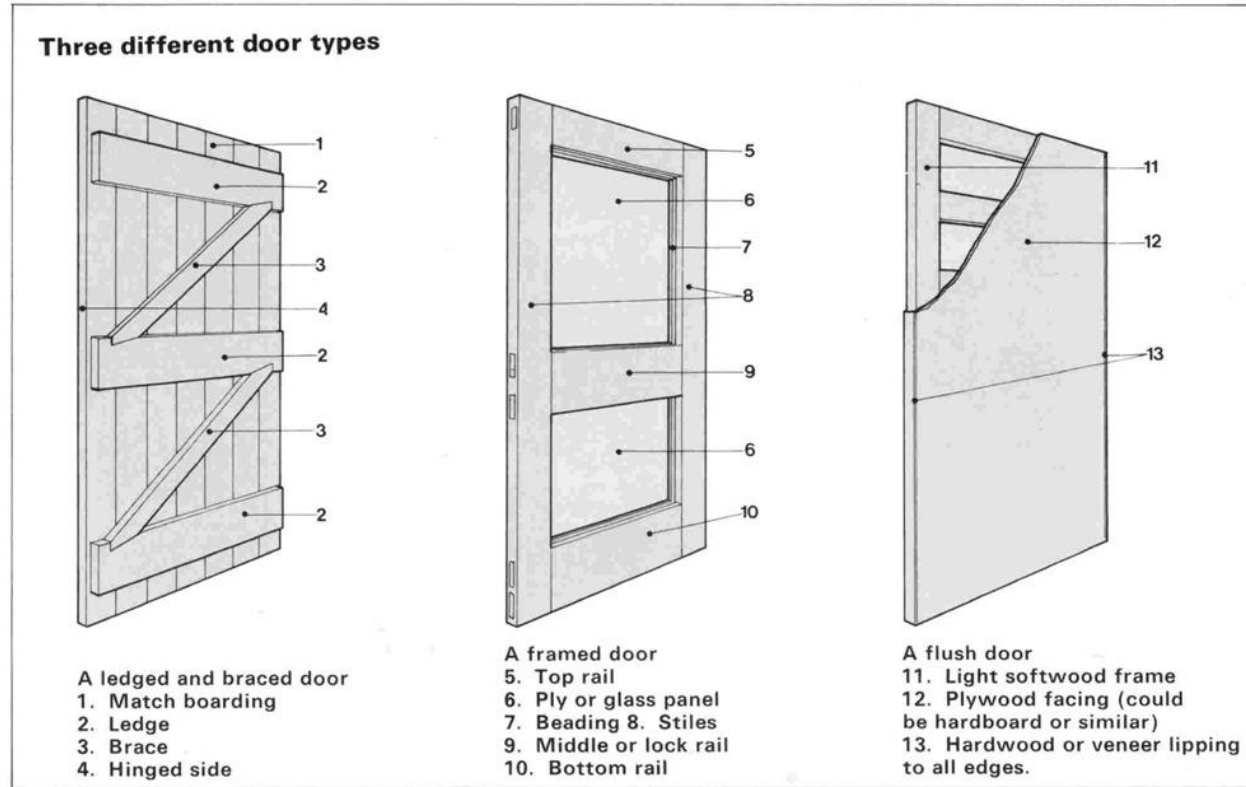 Three different door types
1
2
3
4
2
3
2
A ledged and braced door
1. Match boarding
2. Ledge
3. Brace
4. Hinged side
5
6
7
8
9
6
10
A framed door
5. Top rail
6. Ply or glass panel
7. Beading 8. Stiles
9. Middle or lock rail
10. Bottom rail
11
12
13
A flush door
11. Light softwood frame
12. Plywood facing (could
be hardboard or similar)
13. Hardwood or veneer lipping
to all edges.